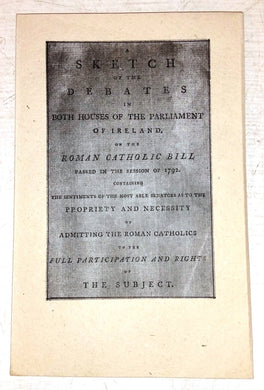 A
SKETCH
OF THE
DEBATES
IN
BOTH HOUSES OF THE PARLIAMENT
OF IRELAND,
ON THE
ROMAN CATHOLIC BILL
PASSED IN THE SESSION OF 1792.
CONTAINING
THE SENTIMENTS OF THE MOST ABLE SENATORS AS TO THE
PROPRIETY AND NECESSITY
OF
ADMITTING THE ROMAN CATHOLICS
TO THE
FULL PARTICIPATION AND RIGHTS
OF
THE SUBJECT.